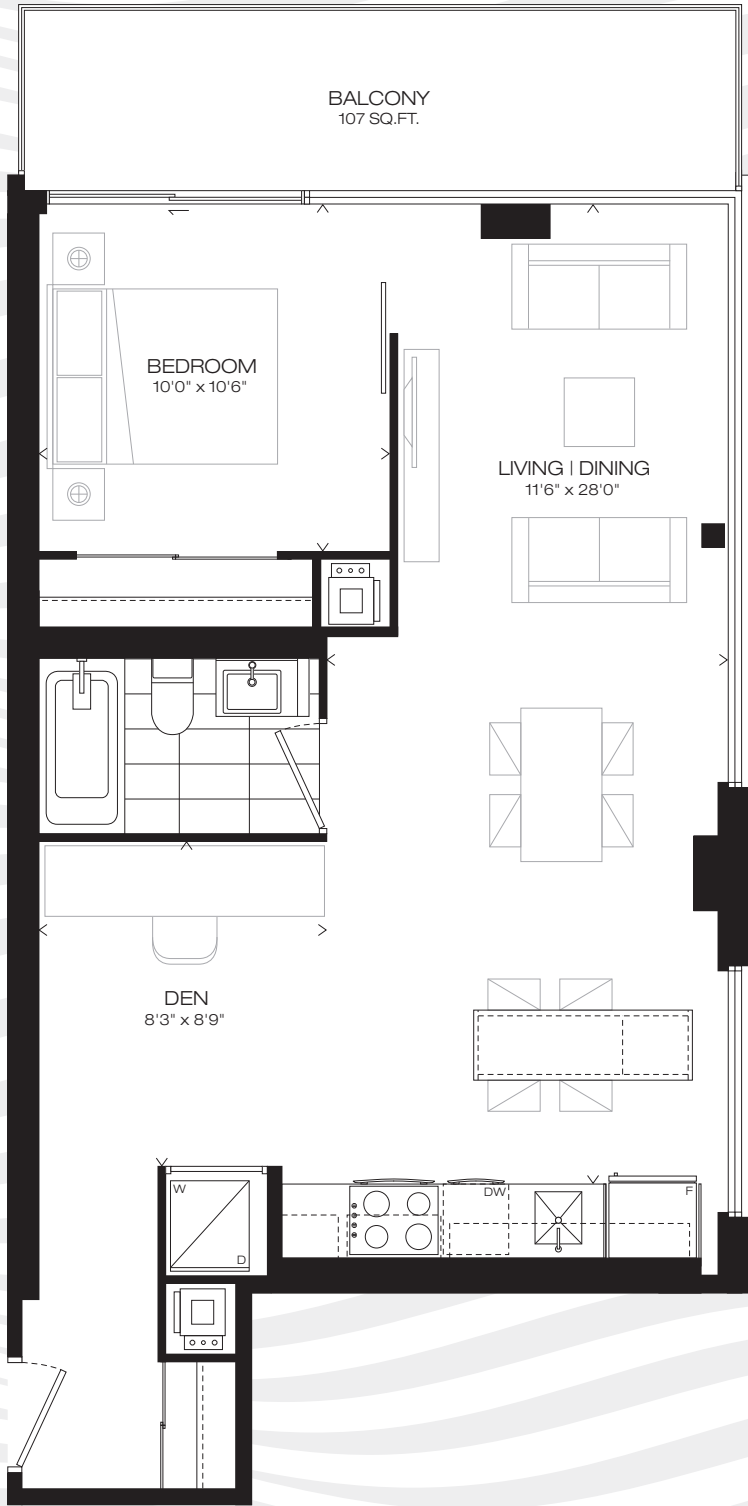 BALCONY
107 SQ.FT.
BEDROOM
10'0" x 10'6"
LIVING | DINING
11'6" x 28'0"
DEN
8'3" x 8'9"
W
D
DW
F